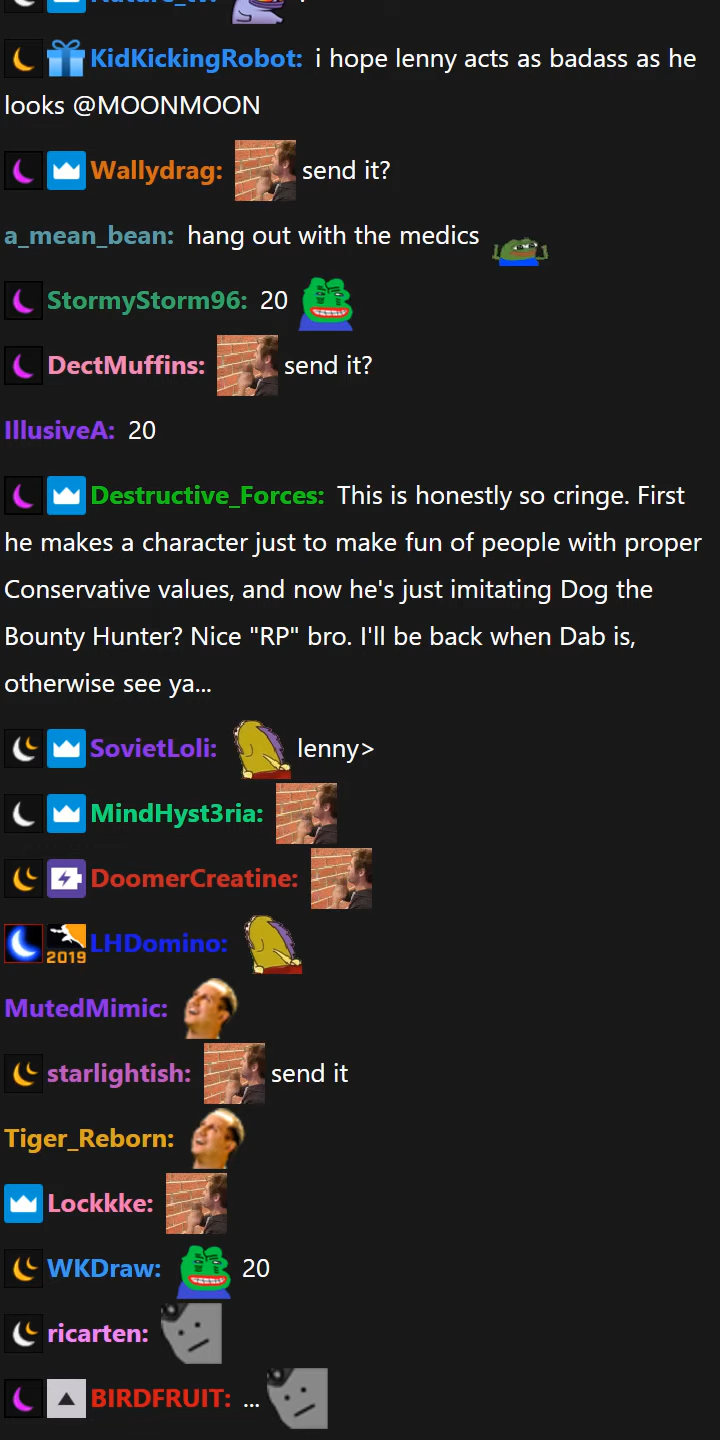 KidKickingRobot: i hope lenny acts as badass as he
looks @MOONMOON
Wallydrag: send it?
a_mean_bean: hang out with the medics
StormyStorm96: 20
DectMuffins: send it?
IllusiveA: 20
Destructive_Forces: This is honestly so cringe. First
he makes a character just to make fun of people with proper
Conservative values, and now he's just imitating Dog the
Bounty Hunter? Nice "RP" bro. I'll be back when Dab is,
otherwise see ya...
SovietLoli: lenny>
MindHyst3ria:
DoomerCreatine:
2019 LHDomino:
MutedMimic:
starlightish: send it
Tiger_Reborn:
Lockkke:
WKDraw: 20
ricarten:
BIRDFRUIT: ...